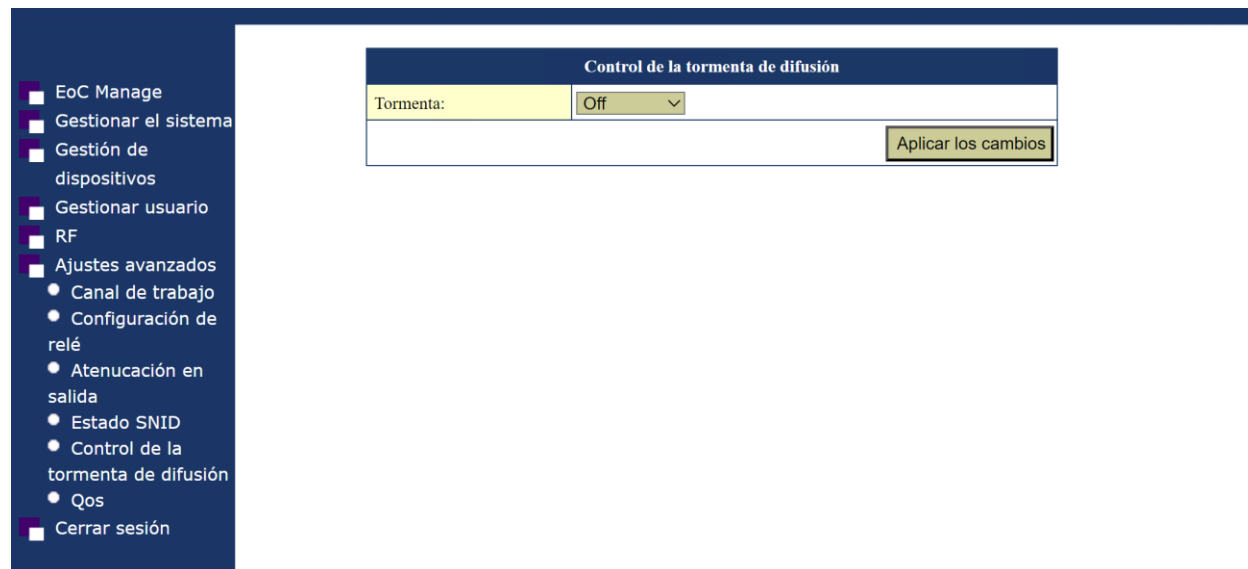 EoC Manage
Gestionar el sistema
Gestión de
dispositivos
Gestionar usuario
RF
Ajustes avanzados
Canal de trabajo
Configuración de
relé
Atenucación en
salida
Estado SNID
Control de la
tormenta de difusión
Qos
Cerrar sesión
Control de la tormenta de difusión
Tormenta:
Off
Aplicar los cambios